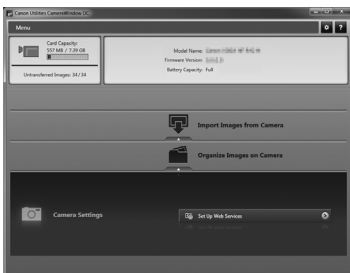 Canon Utilities CameraWindow DC
Menu
?
Card Capacity:
557 MB / 7.39 GB
Untransferred Images: 34/34
Model Name:
Firmware Version:
Battery Capacity: Full
Import Images from Camera
Organize Images on Camera
Camera Settings
Set Up Web Services